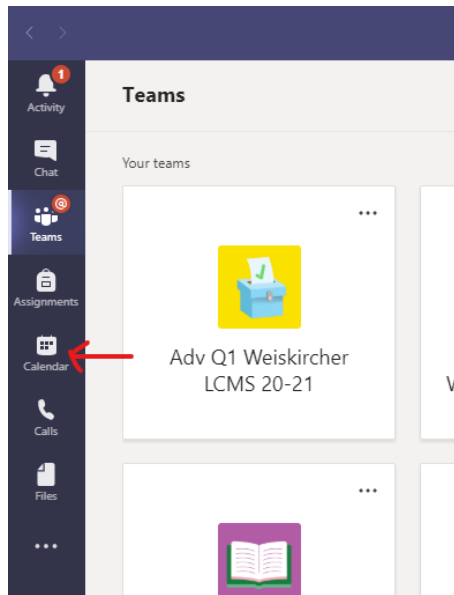 1
Activity
Chat
@
Teams
Assignments
Calendar
Calls
Files
Teams
Your teams
Adv Q1 Weiskircher
LCMS 20-21